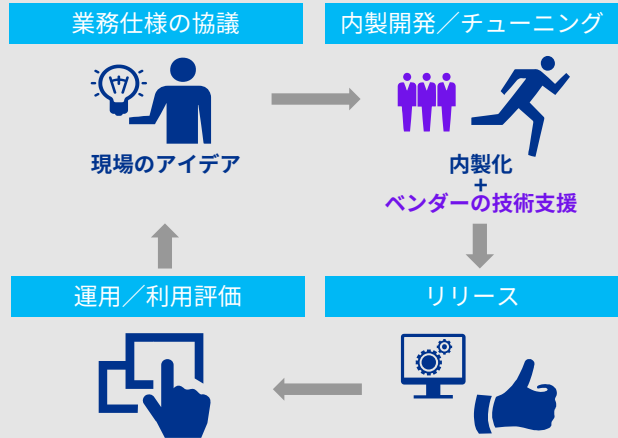 業務仕様の協議
内製開発／チューニング
現場のアイデア
内製化
+
ベンダーの技術支援
運用／利用評価
リリース